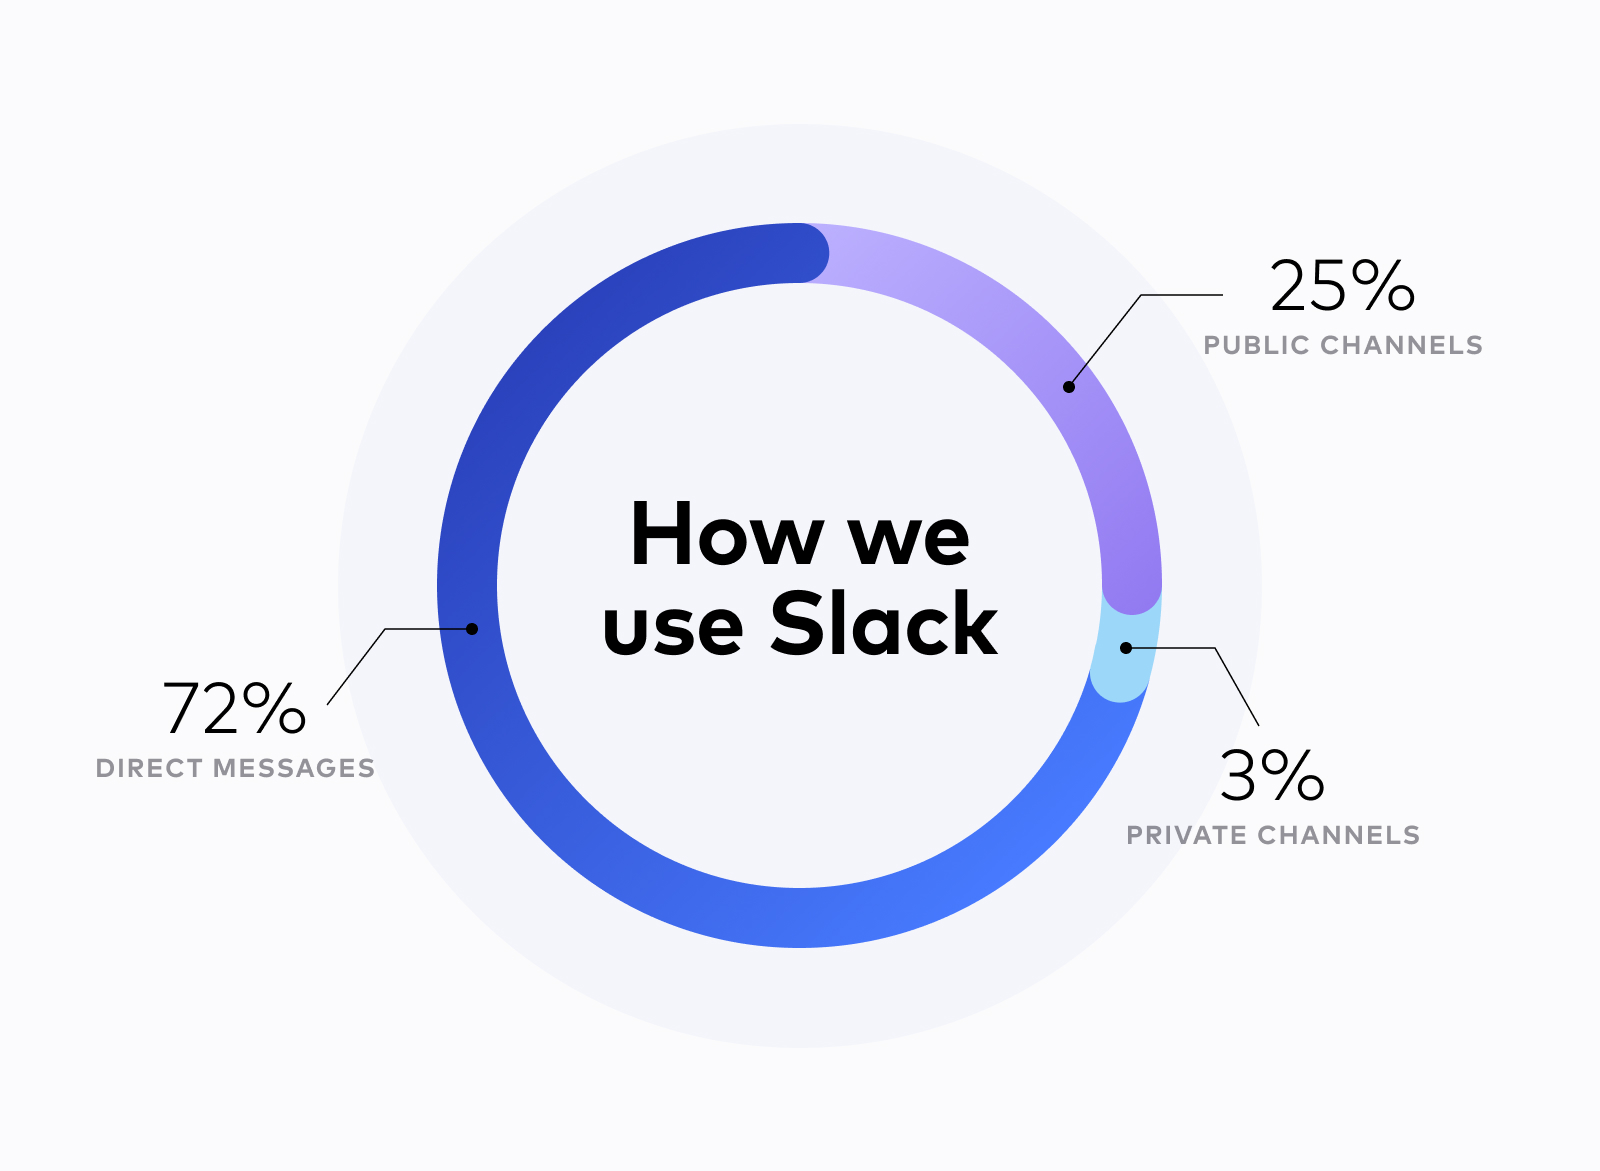 How we
use Slack
25%
PUBLIC CHANNELS
3%
PRIVATE CHANNELS
72%
DIRECT MESSAGES